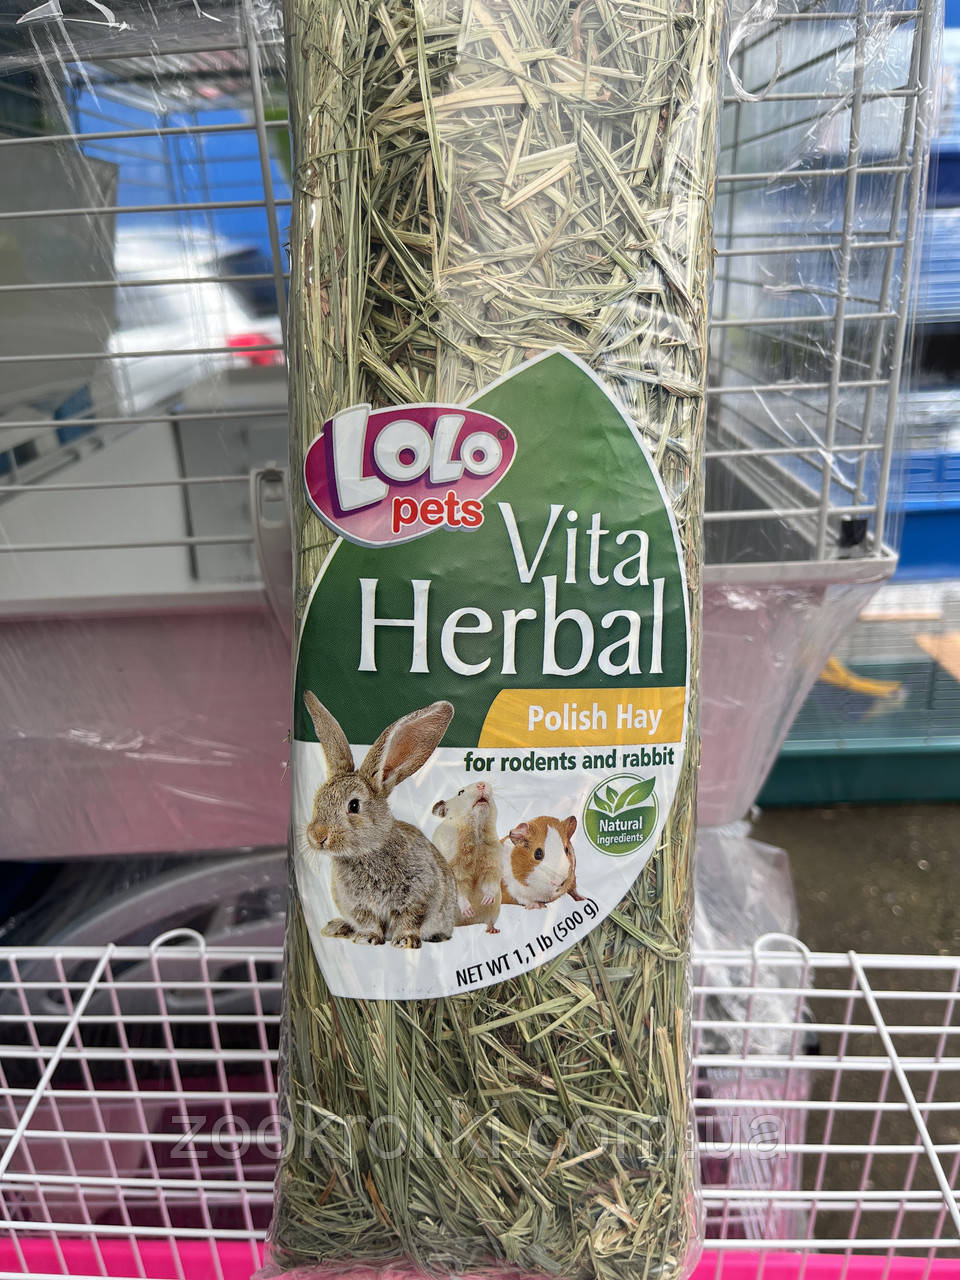 LOLO®
pets
Vita
Herbal
Polish Hay
for rodents and rabbit
Natural
ingredients
NET WT 1,1 lb (500 g)
zookroliki.com.ua